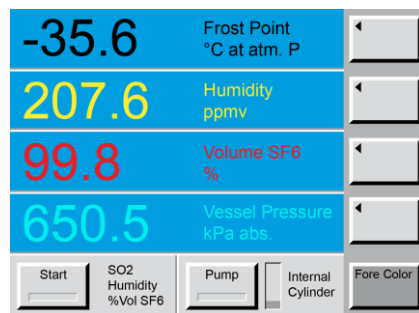 -35.6 Frost Point
°C at atm. P
207.6 Humidity
ppmv
99.8 Volume SF6
%
650.5 Vessel Pressure
kPa abs.
Start SO2
Humidity
%Vol SF6
Pump Internal
Cylinder
Fore Color